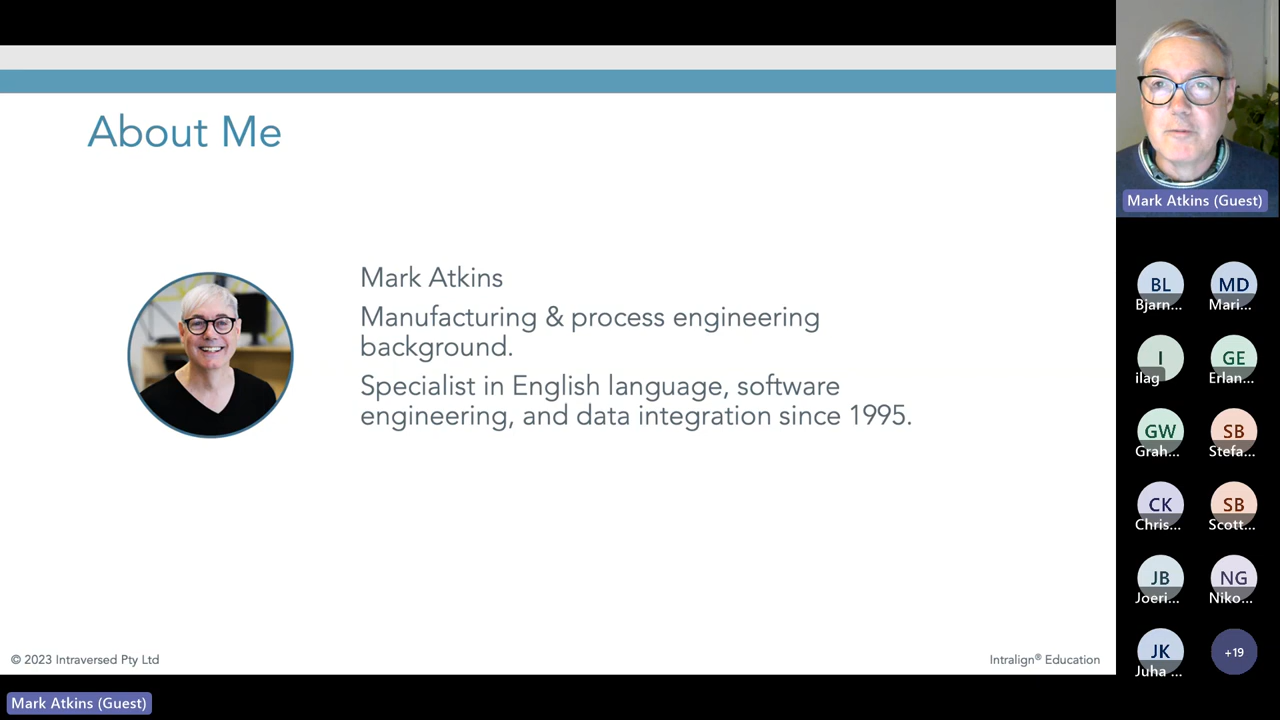 About Me
Mark Atkins
Manufacturing & process engineering
background.
Specialist in English language, software
engineering, and data integration since 1995.
© 2023 Intraversed Pty Ltd
Intralign® Education
Mark Atkins (Guest)
Mark Atkins (Guest)
BL
Bjarn...
MD
Mari...
I
ilag
GE
Erlan...
GW
Grah...
SB
Stefa...
CK
Chris...
SB
Scott...
JB
Joeri...
NG
Niko...
JK
Juha ...
+19